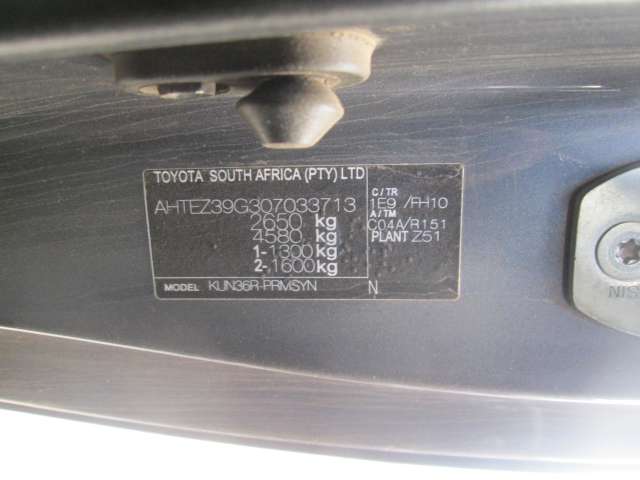 TOYOTA SOUTH AFRICA (PTY) LTD
AHTEZ39G307033713
2650 kg
4580 kg
1- 1300 kg
2- 1600 kg
C/TR
1E9 /FH10
A/TM
C04A/R151
PLANT Z51
MODEL KUN36R-PRMSYN N
NIS